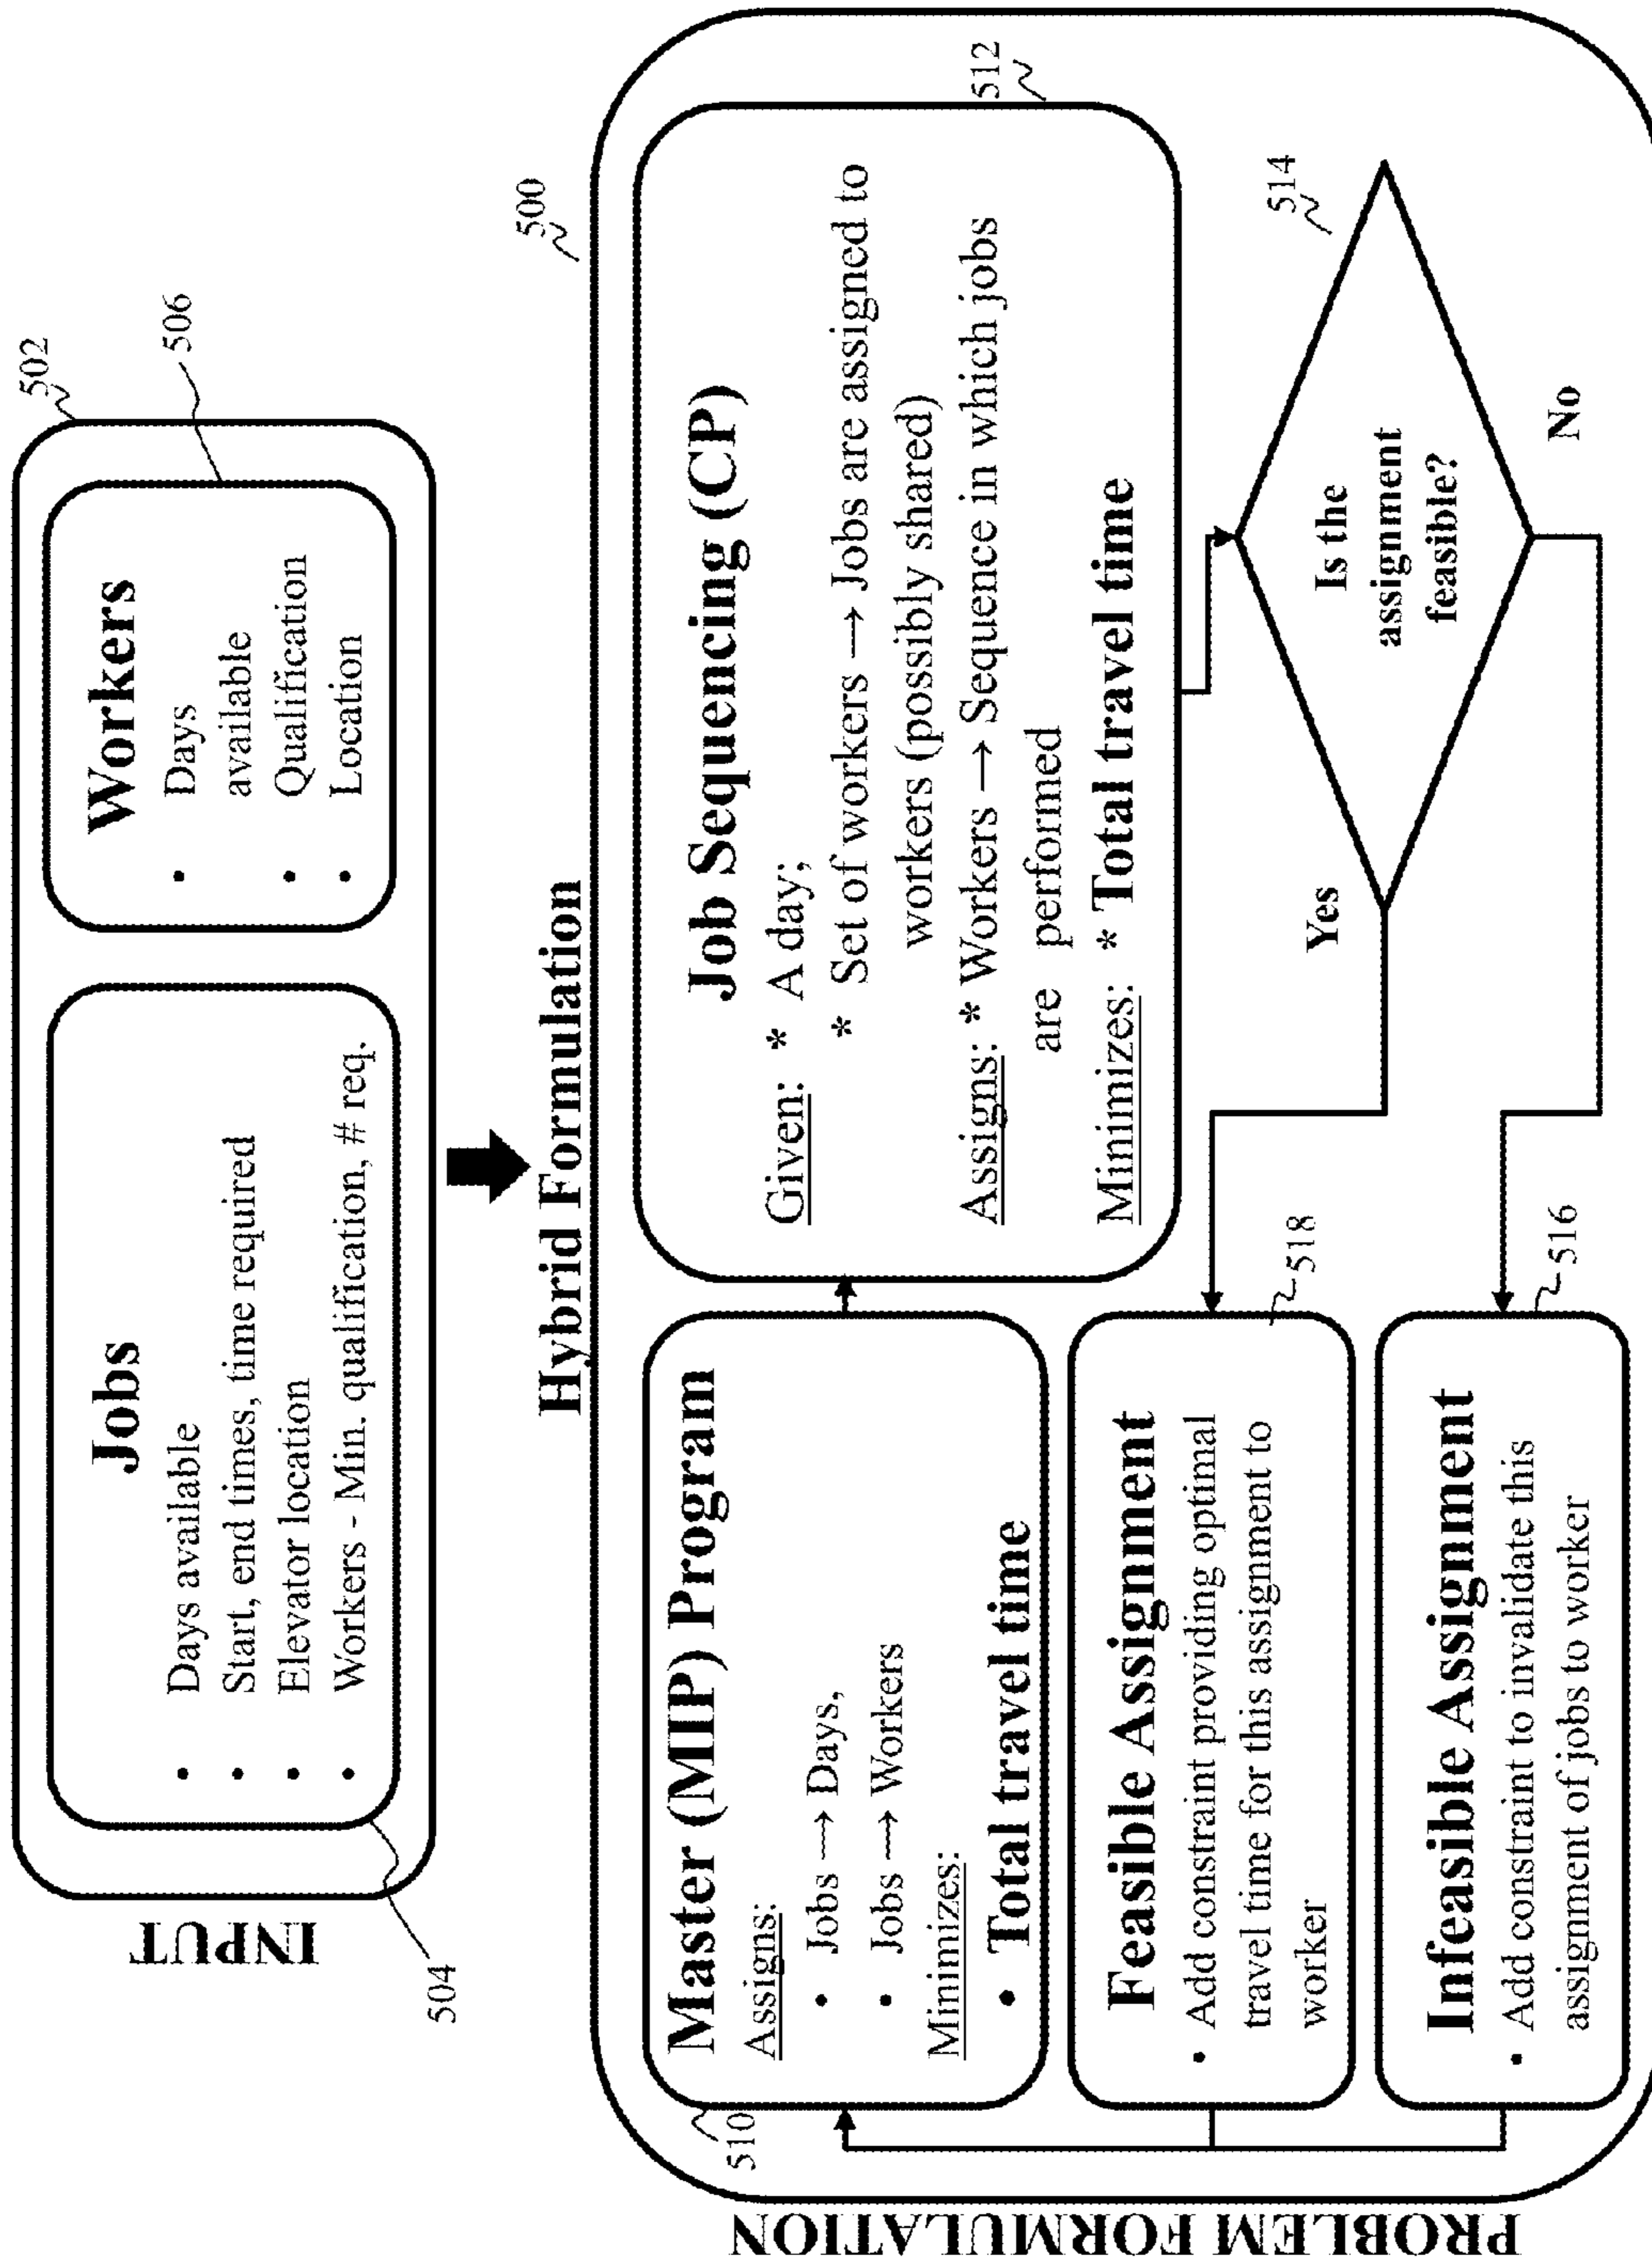 INPUT
502
Jobs
• Days available
• Start, end times, time required
• Elevator location
• Workers - Min. qualification, # req.
504
Workers
• Days
available
• Qualification
• Location
506
Hybrid Formulation
500
PROBLEM FORMULATION
Master (MIP) Program
Assigns:
• Jobs → Days,
• Jobs → Workers
Minimizes:
• Total travel time
510
Job Sequencing (CP)
Given: * A day;
* Set of workers → Jobs are assigned to
workers (possibly shared)
Assigns: * Workers → Sequence in which jobs
are performed
Minimizes: * Total travel time
512
Feasible Assignment
• Add constraint providing optimal
travel time for this assignment to
worker
518
Yes
Is the
assignment
feasible?
514
No
Infeasible Assignment
• Add constraint to invalidate this
assignment of jobs to worker
516